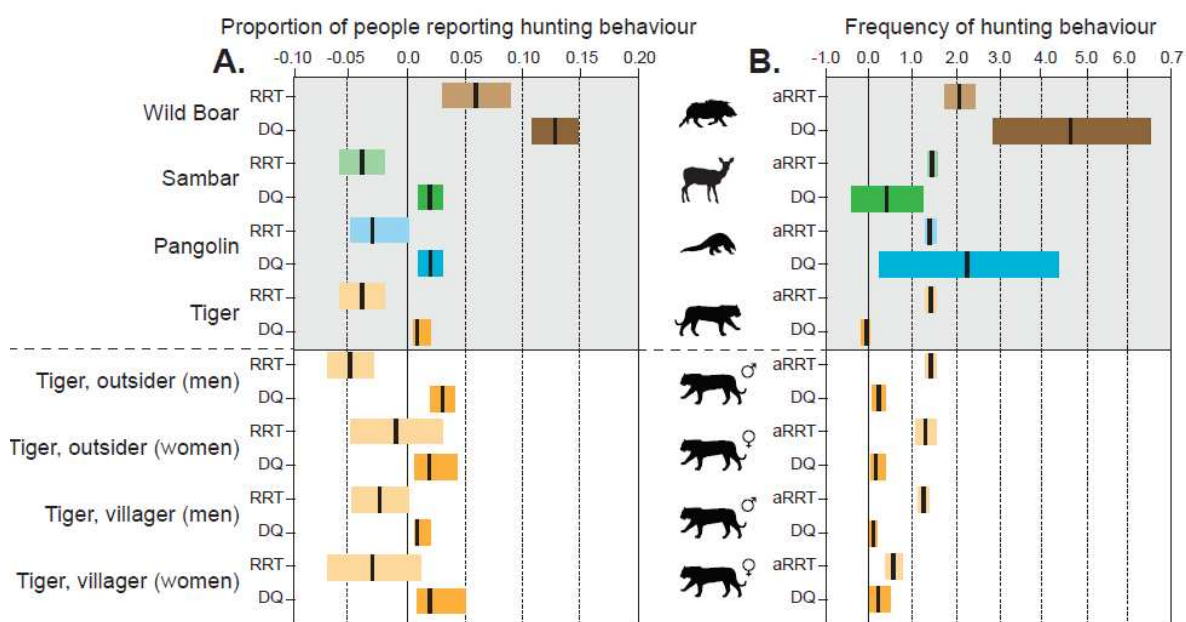 Proportion of people reporting hunting behaviour
Frequency of hunting behaviour
A.
-0.10 -0.05 0.0 0.05 0.10 0.15 0.20
B.
-1.0 0.0 1.0 2.0 3.0 4.0 5.0 6.0 0.7
Wild Boar
RRT
DQ
aRRT
DQ
Sambar
RRT
DQ
aRRT
DQ
Pangolin
RRT
DQ
aRRT
DQ
Tiger
RRT
DQ
aRRT
DQ
Tiger, outsider (men)
RRT
DQ
♂
aRRT
DQ
Tiger, outsider (women)
RRT
DQ
♀
aRRT
DQ
Tiger, villager (men)
RRT
DQ
♂
aRRT
DQ
Tiger, villager (women)
RRT
DQ
♀
aRRT
DQ